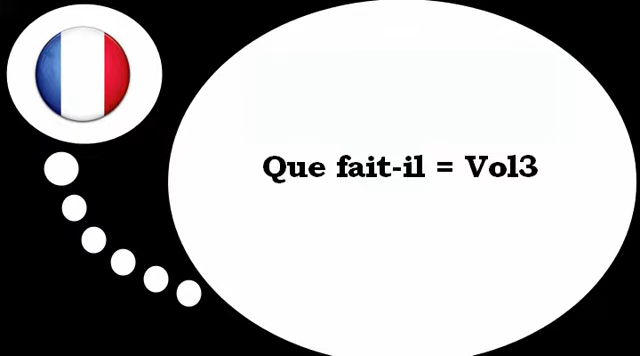 Que fait-il = Vol3